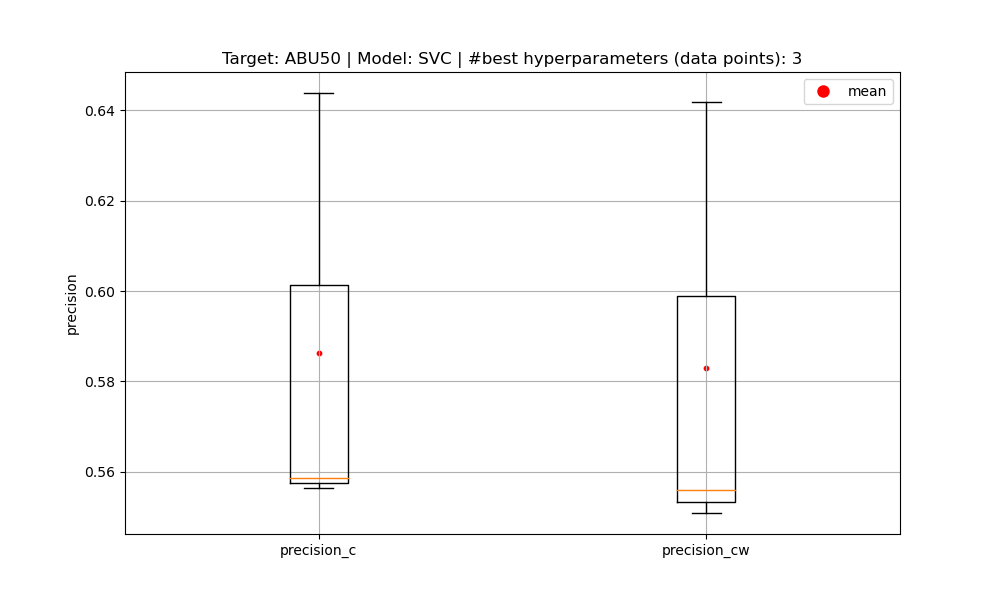 Target: ABU50 | Model: SVC | #best hyperparameters (data points): 3
mean
0.64
0.62
0.60
0.58
0.56
precision
precision_c
precision_cw